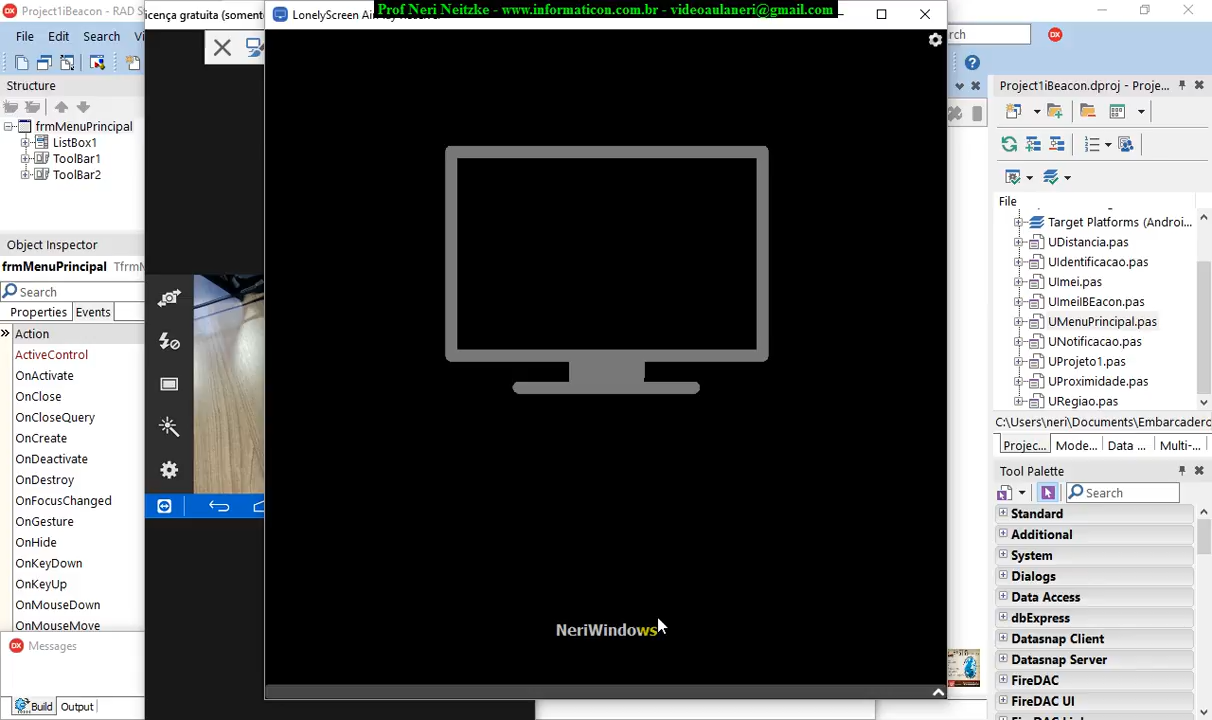 Project1iBeacon - RAD S
icença gratuita (soment
LonelyScreen Air
Prof Neri Neitzke - www.informaticon.com.br - videoaulaneri@gmail.com
File Edit Search
rch
Structure
frmMenuPrincipal
ListBox1
ToolBar1
ToolBar2
Object Inspector
frmMenuPrincipal TfrmM
Search
Properties Events
Action
ActiveControl
OnActivate
OnClose
OnCloseQuery
OnCreate
OnDeactivate
OnDestroy
OnFocusChanged
OnGesture
OnHide
OnKeyDown
OnKeyUp
OnMouseDown
OnMouseMove
Messages
Build Output
NeriWindows
Project1iBeacon.dproj - Proje...
File
Target Platforms (Androi...
UDistancia.pas
UIdentificacao.pas
UImei.pas
UImeiIBEacon.pas
UMenuPrincipal.pas
UNotificacao.pas
UProjeto1.pas
UProximidade.pas
URegiao.pas
C:\Users\neri\Documents\Embarcadero
Projec... Mode... Data ... Multi-...
Tool Palette
Search
Standard
Additional
System
Dialogs
Data Access
dbExpress
Datasnap Client
Datasnap Server
FireDAC
FireDAC UI